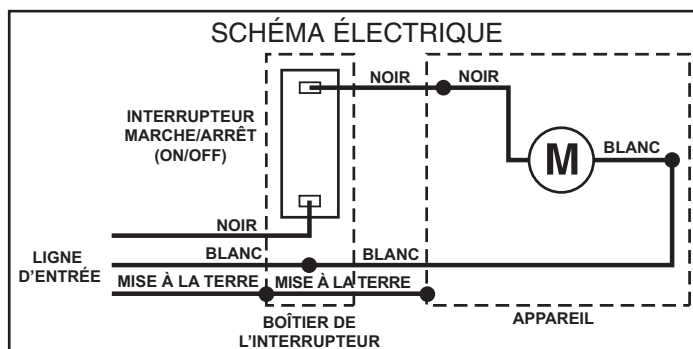 SCHÉMA ÉLECTRIQUE
NOIR
NOIR
INTERRUPTEUR
MARCHE/ARRÊT
(ON/OFF)
M
BLANC
NOIR
LIGNE
D'ENTRÉE
BLANC
BLANC
MISE À LA TERRE
MISE À LA TERRE
BOÎTIER DE
L'INTERRUPTEUR
APPAREIL